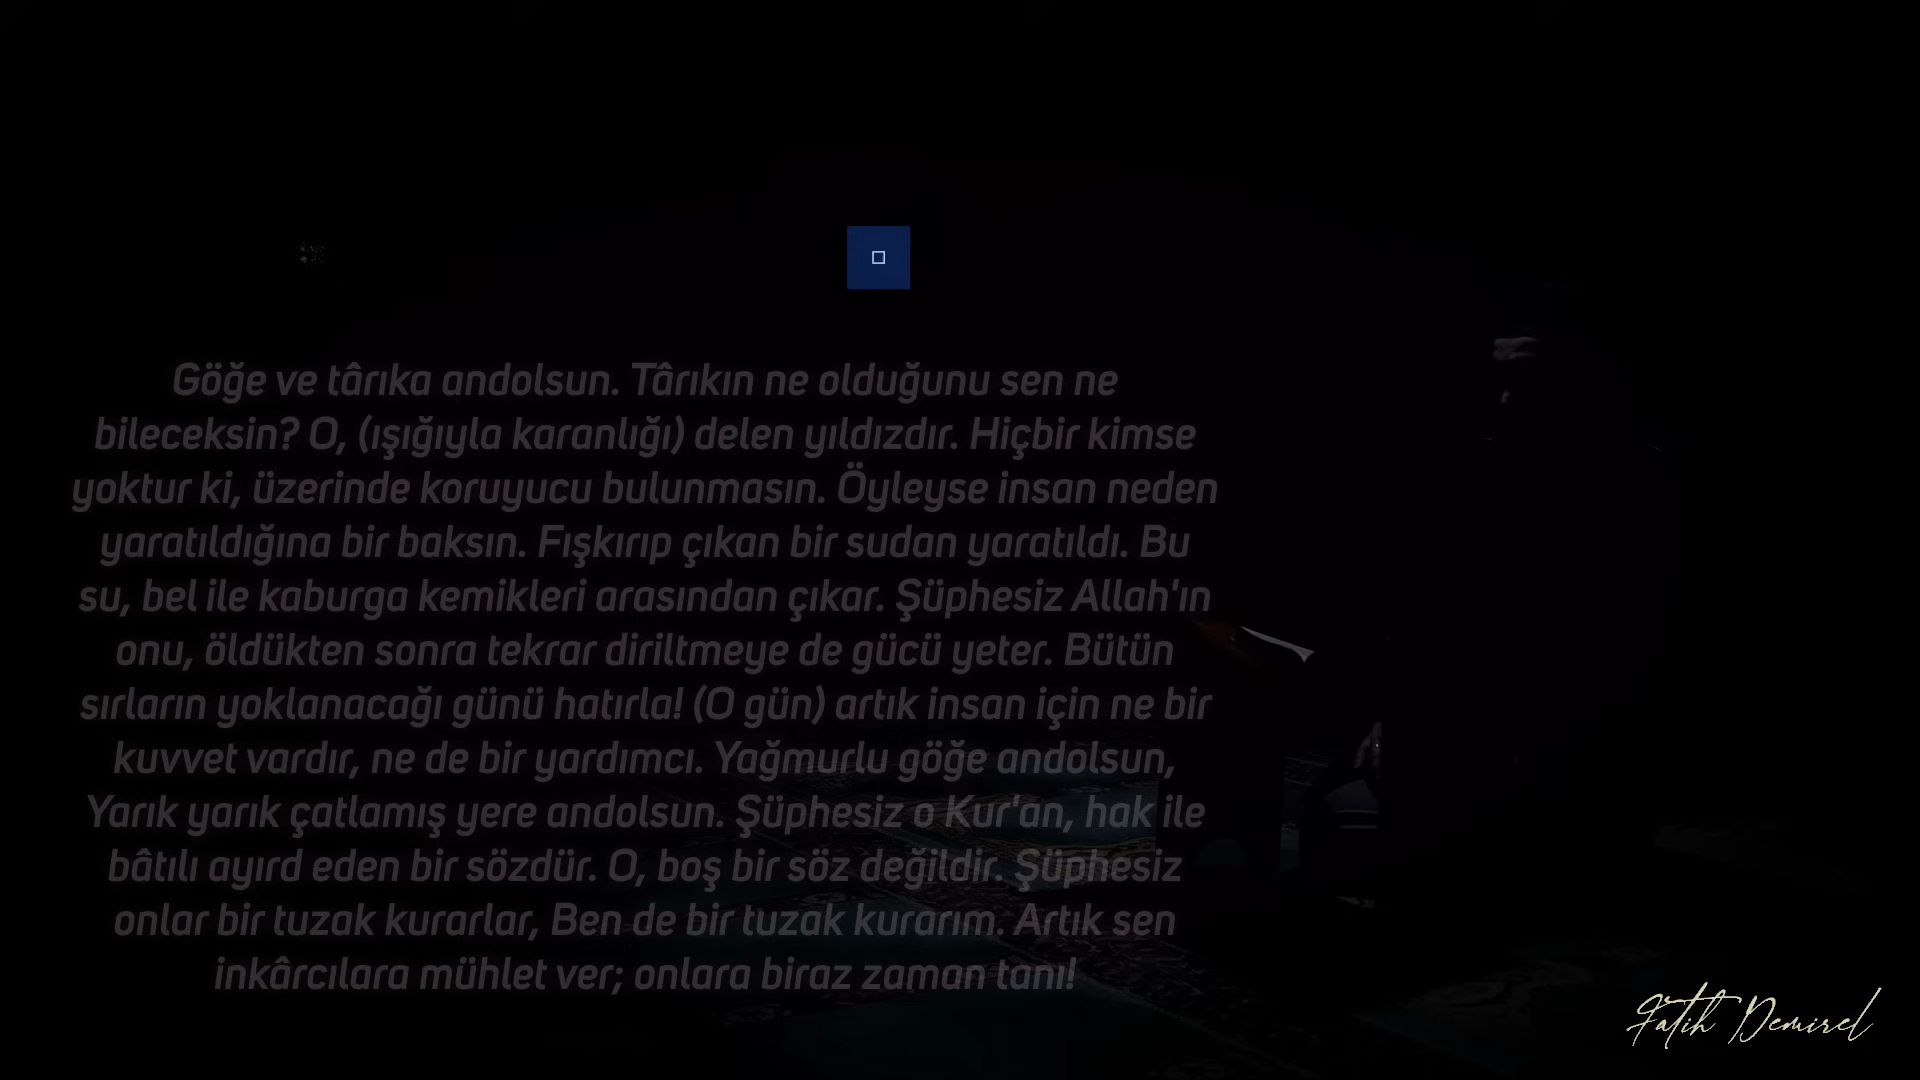 Göğe ve târıka andolsun. Târıkın ne olduğunu sen ne
bileceksin? O, (ışığıyla karanlığı) delen yıldızdır. Hiçbir kimse
yoktur ki, üzerinde koruyucu bulunmasın. Öyleyse insan neden
yaratıldığına bir baksın. Fışkırıp çıkan bir sudan yaratıldı. Bu
su, bel ile kaburga kemikleri arasından çıkar. Şüphesiz Allah'ın
onu, öldükten sonra tekrar diriltmeye de gücü yeter. Bütün
sırların yoklanacağı günü hatırla! (O gün) artık insan için ne bir
kuvvet vardır, ne de bir yardımcı. Yağmurlu göğe andolsun,
Yarık yarık çatlamış yere andolsun. Şüphesiz o Kur'an, hak ile
bâtılı ayırd eden bir sözdür. O, boş bir söz değildir. Şüphesiz
onlar bir tuzak kurarlar, Ben de bir tuzak kurarım. Artık sen
inkârcılara mühlet ver; onlara biraz zaman tanı!
Fatih Demirel